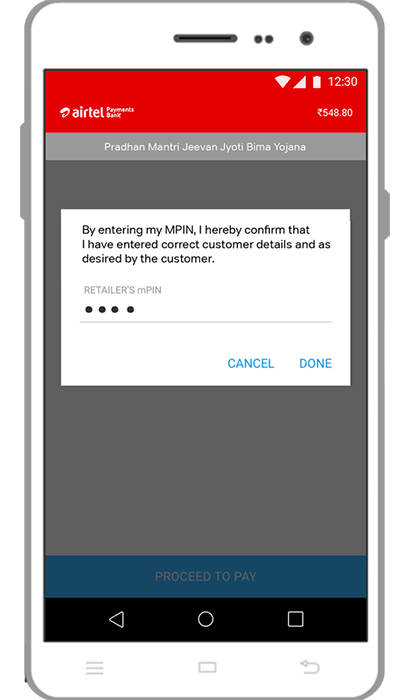 12:30
airtel Payments Bank
₹548.80
Pradhan Mantri Jeevan Jyoti Bima Yojana
By entering my MPIN, I hereby confirm that
I have entered correct customer details and as
desired by the customer.
RETAILER'S mPIN
CANCEL DONE
PROCEED TO PAY